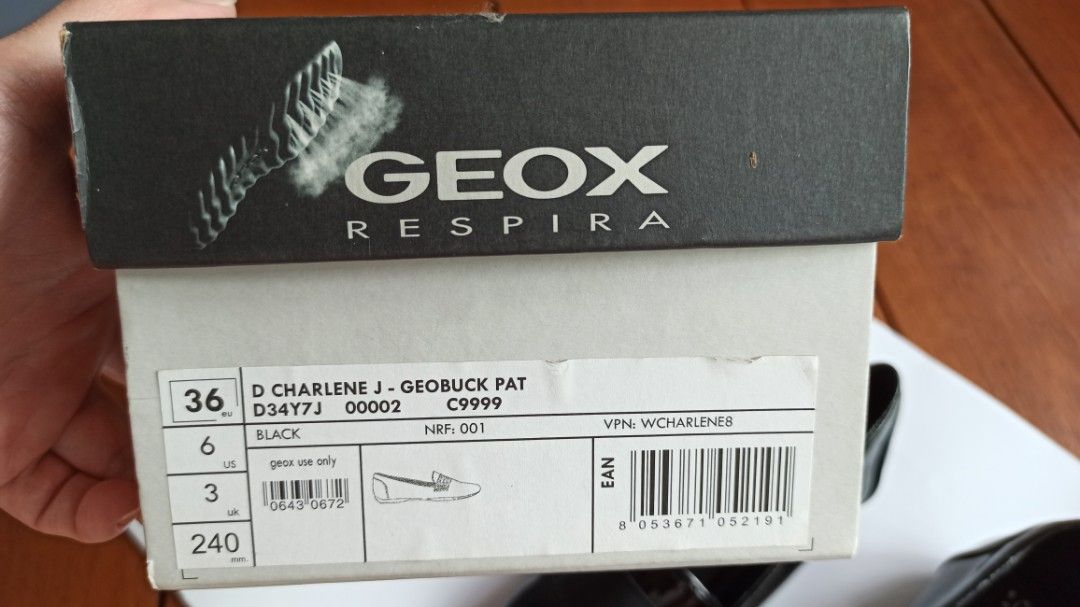 GEOX
RESPIRA
36 eu
D CHARLENE J - GEOBUCK PAT
D34Y7J 00002 C9999
6 US
BLACK NRF: 001 VPN: WCHARLENE8
3 uk
geox use only
0643 0672
EAN
8 053671 052191
240 mm.